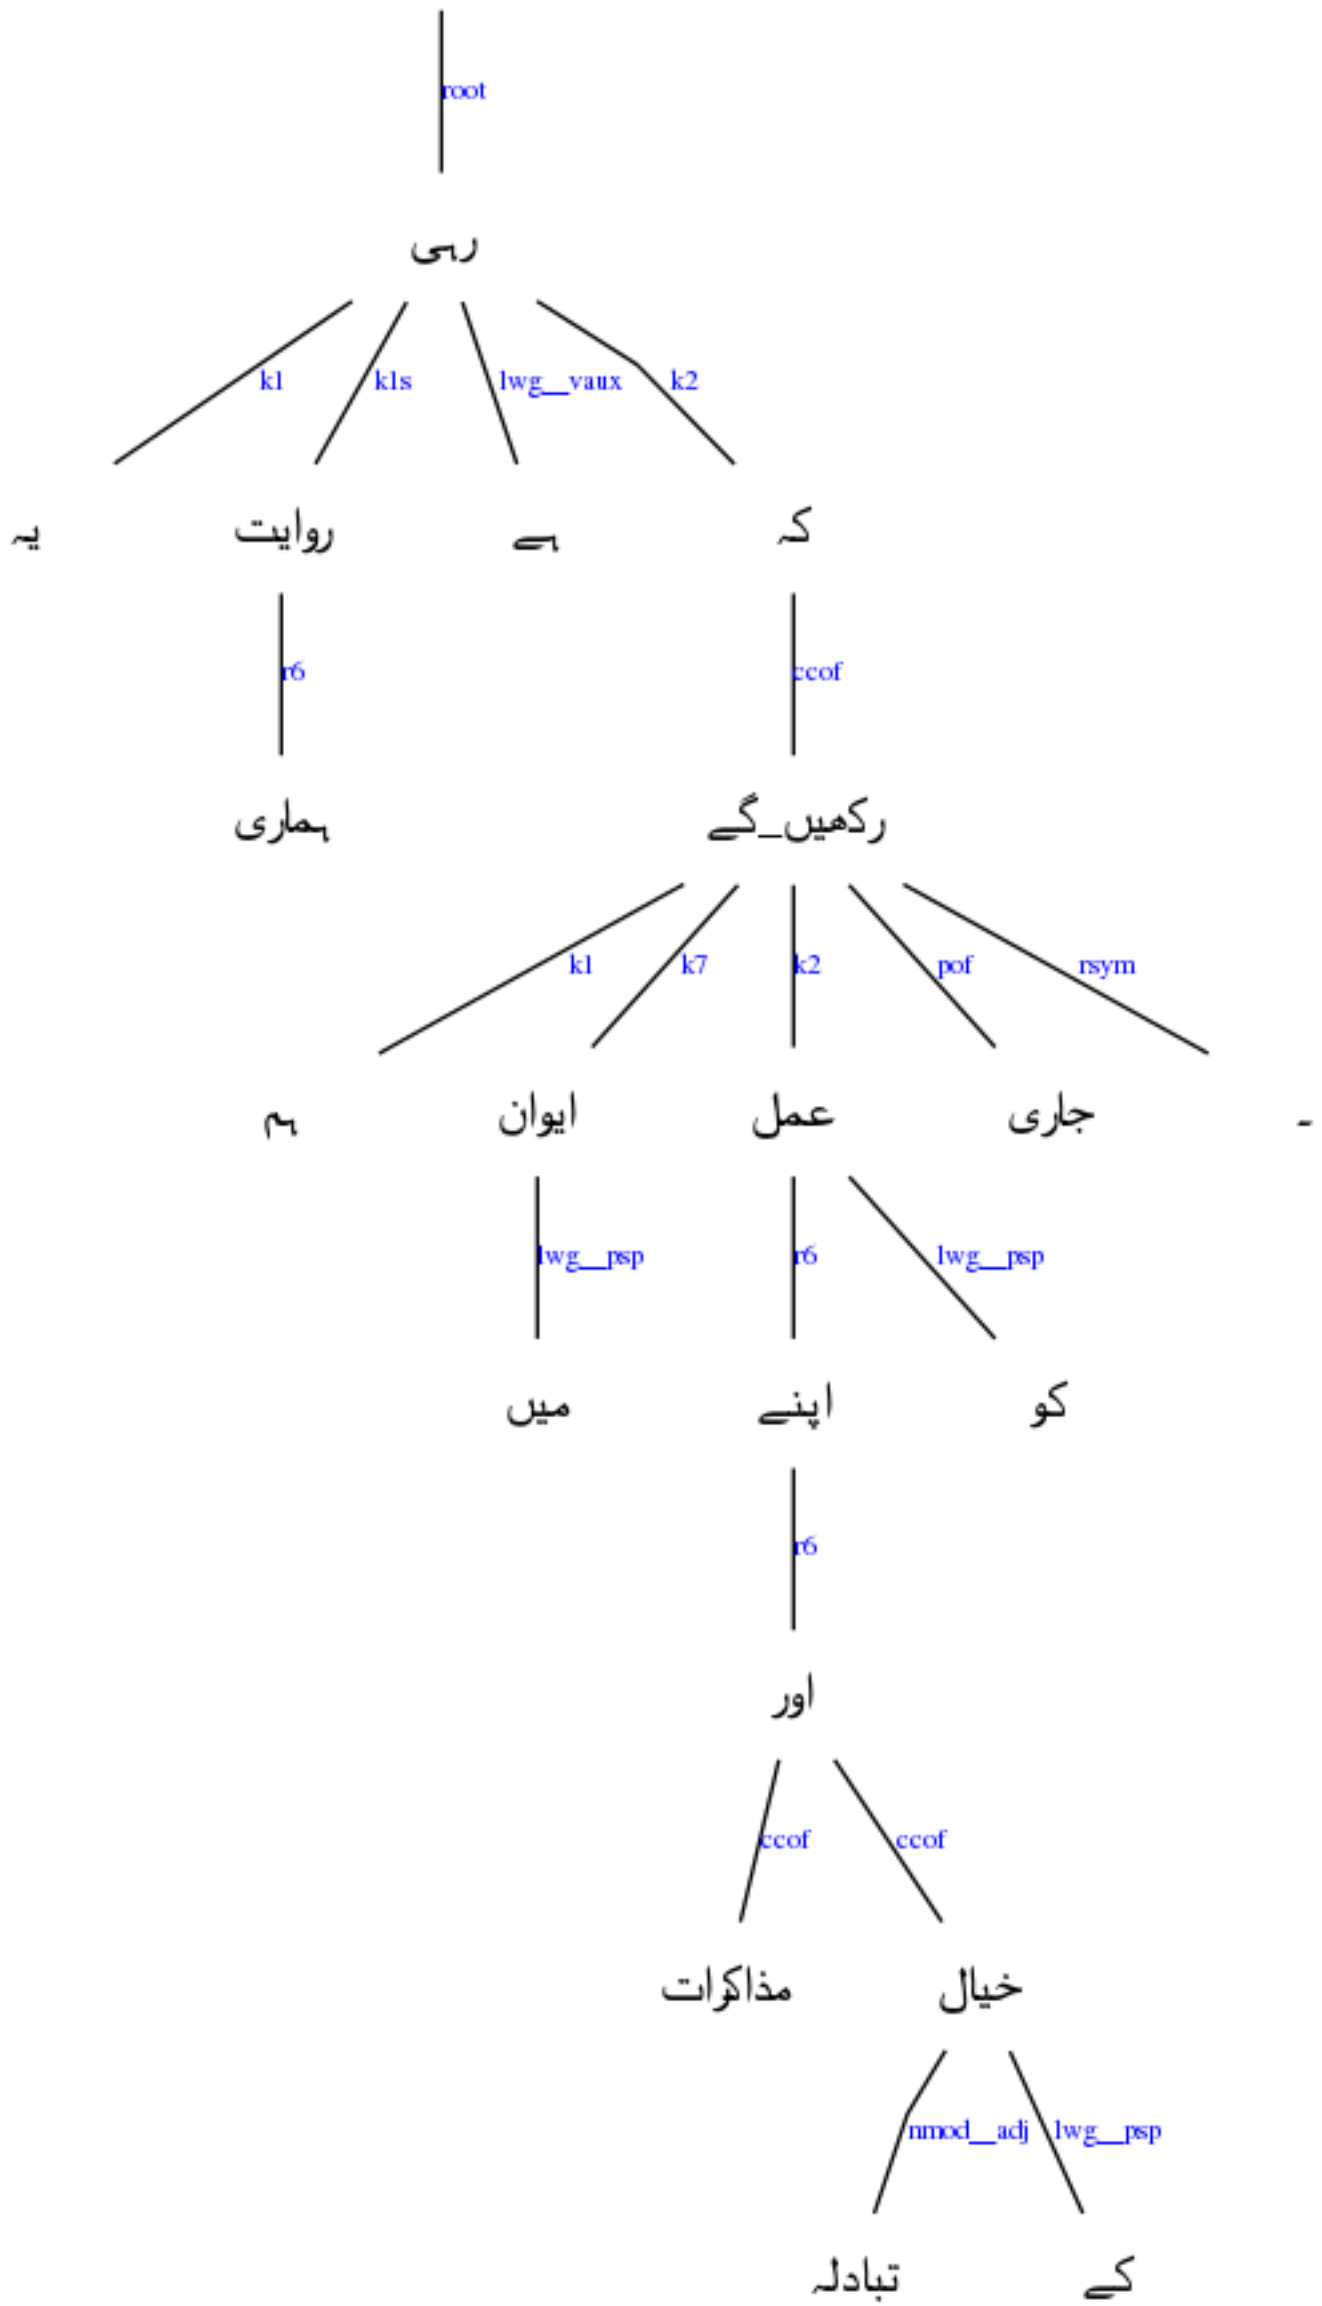 root
رہی
k1 k1s lwg__vaux k2
یہ روایت ہے کہ
r6 ccof
ہماری رکھیں_گے
k1 k7 k2 pof rsym
ہم ایوان عمل جاری ۔
lwg__psp r6 lwg__psp
میں اپنے کو
r6
اور
ccof ccof
مذاکرات خیال
nmod__adj lwg__psp
تبادلہ کے